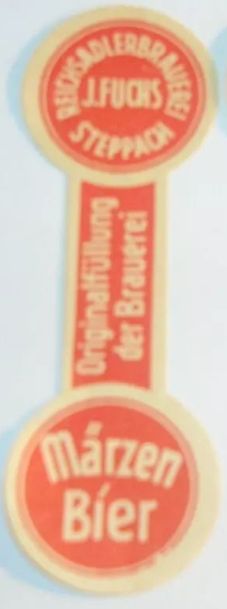 REICHSADLERBRAUEREI
J. FUCHS
STEPPACH
Originalfüllung
der Brauerei
Märzen
Bier